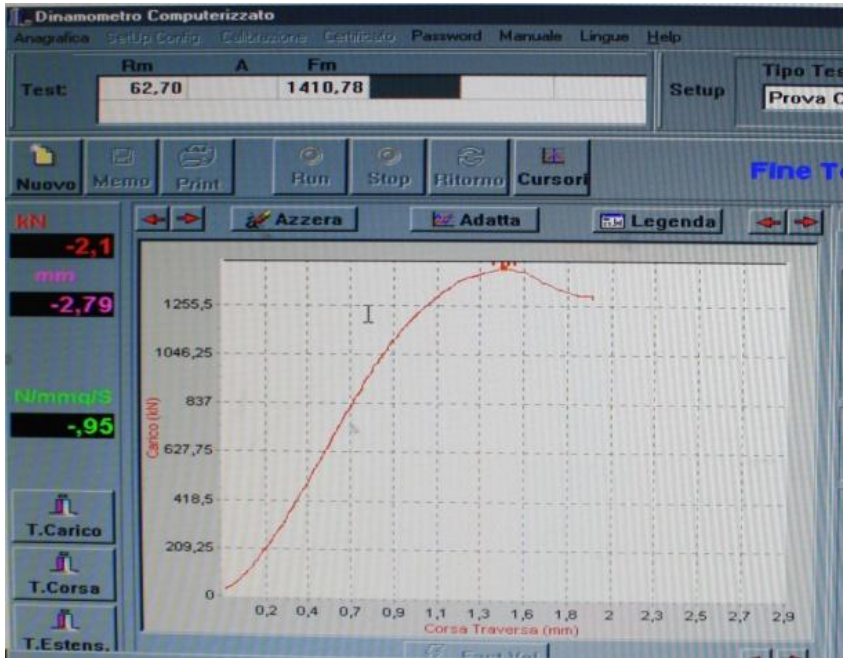 Dinamometro Computerizzato
Anagrafica SetUp Config. Calibrazione Certificato Password Manuale Lingue Help
Rm A Fm
Test: 62,70 1410,78
Setup
Tipo Tes
Prova C
Nuovo Memo Print Run Stop Ritorno Cursori
Fine T
kN
-2,1
mm
-2,79
N/mmq/S
-,95
T.Carico
T.Corsa
T.Estens.
Azzera Adatta Legenda
1255,5
1046,25
837
627,75
418,5
209,25
0
Carico (kN)
0,2 0,4 0,7 0,9 1,1 1,3 1,6 1,8 2 2,3 2,5 2,7 2,9
Corsa Traversa (mm)